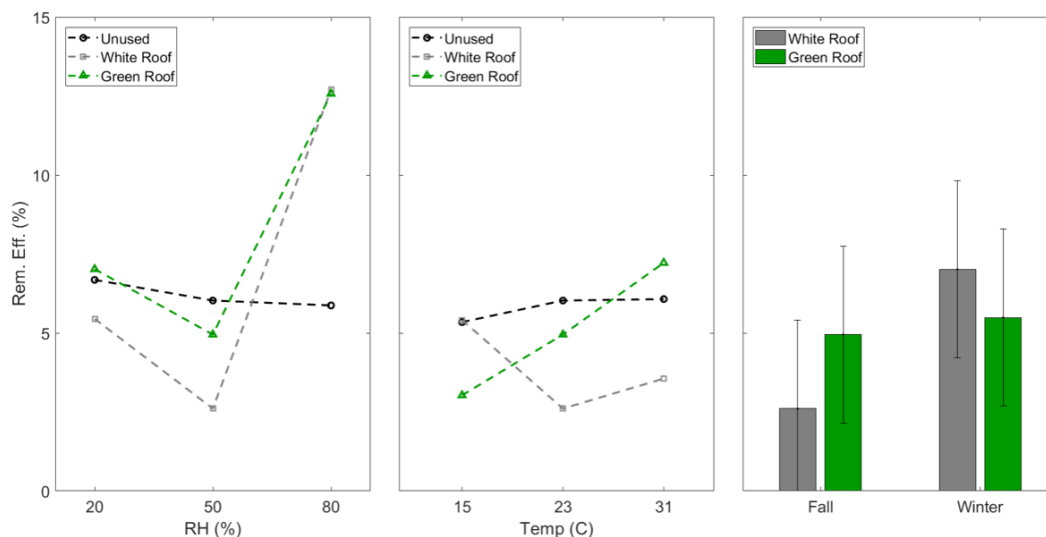 Rem. Eff. (%)
15
10
5
0
Unused
White Roof
Green Roof
20 50 80
RH (%)
Unused
White Roof
Green Roof
15 23 31
Temp (C)
White Roof
Green Roof
Fall Winter